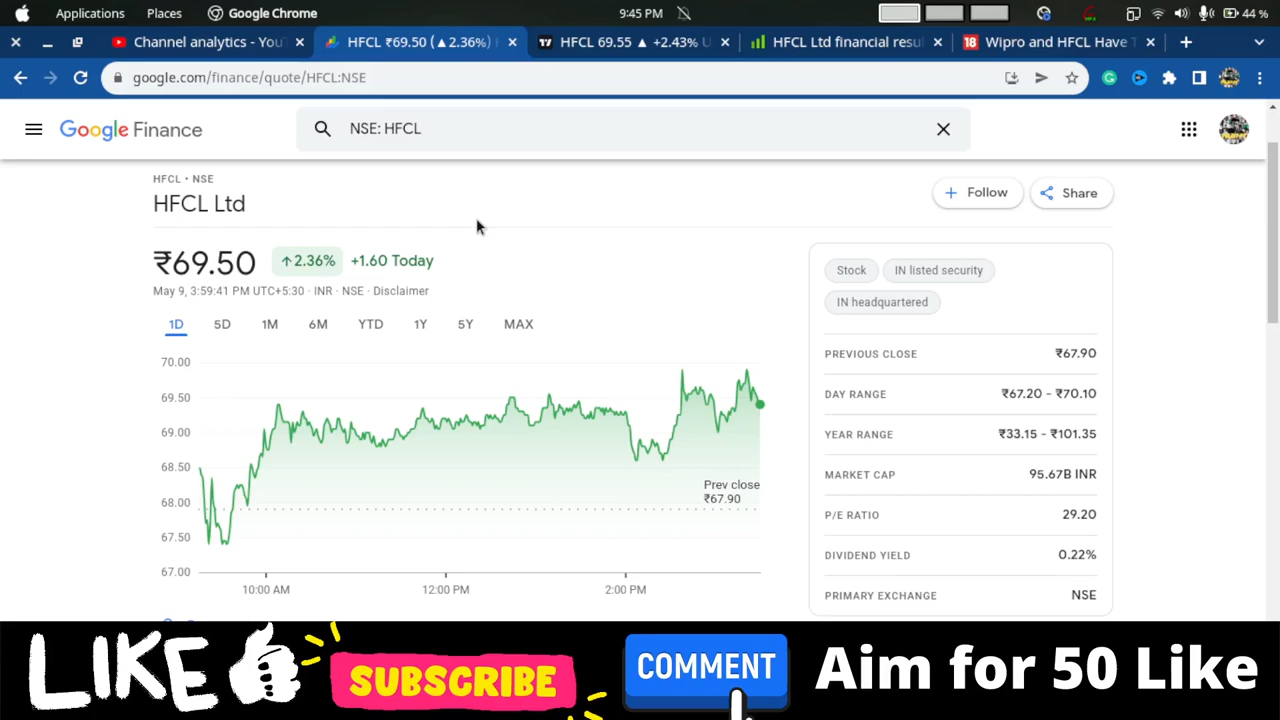 Applications Places Google Chrome 9:45 PM 44 %
Channel analytics - You HFCL ₹69.50 (▲2.36%) HFCL 69.55 ▲ +2.43% U HFCL Ltd financial resul Wipro and HFCL Have T
google.com/finance/quote/HFCL:NSE
Google Finance NSE: HFCL
HFCL • NSE
HFCL Ltd
+ Follow Share
₹69.50 ↑2.36% +1.60 Today
May 9, 3:59:41 PM UTC+5:30 · INR · NSE · Disclaimer
1D 5D 1M 6M YTD 1Y 5Y MAX
70.00
69.50
69.00
68.50
68.00
67.50
67.00
Prev close
₹67.90
10:00 AM 12:00 PM 2:00 PM
Stock IN listed security
IN headquartered
PREVIOUS CLOSE ₹67.90
DAY RANGE ₹67.20 - ₹70.10
YEAR RANGE ₹33.15 - ₹101.35
MARKET CAP 95.67B INR
P/E RATIO 29.20
DIVIDEND YIELD 0.22%
PRIMARY EXCHANGE NSE
LIKE SUBSCRIBE COMMENT Aim for 50 Like